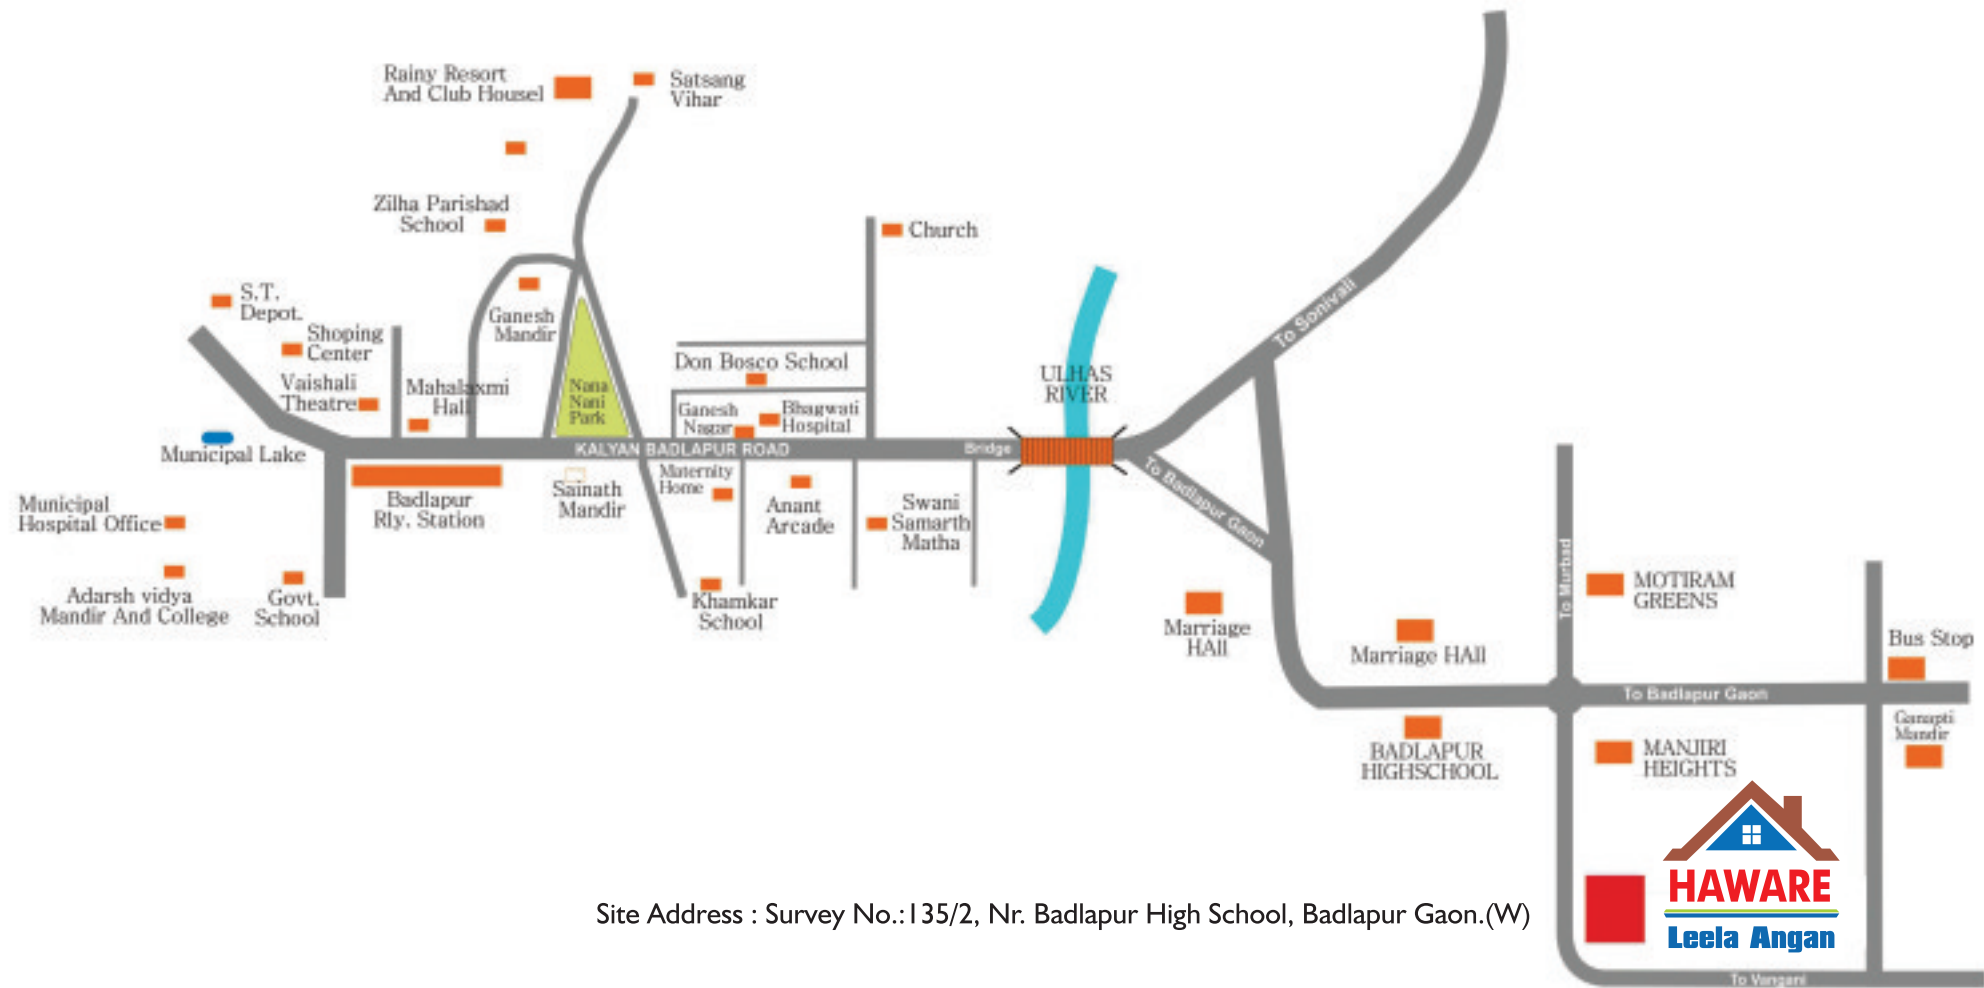 Rainy Resort
And Club Housel
Satsang
Vihar
Zilha Parishad
School
Church
S.T.
Depot.
Shoping
Center
Ganesh
Mandir
To Sonivali
Vaishali
Theatre
Mahalaxmi
Hall
Nana
Nani
Park
Don Bosco School
Ganesh
Nagar
Bhagwati
Hospital
ULHAS
RIVER
Municipal Lake
KALYAN BADLAPUR ROAD
Bridge
To Badlapur Gaon
Badlapur
Rly. Station
Sainath
Mandir
Maternity
Home
Anant
Arcade
Swani
Samarth
Matha
Municipal
Hospital Office
Adarsh vidya
Mandir And College
Govt.
School
Khamkar
School
Marriage
HAll
Marriage HAll
To Murbad
MOTIRAM
GREENS
Bus Stop
To Badlapur Gaon
Ganapti
Mandir
BADLAPUR
HIGHSCHOOL
MANJIRI
HEIGHTS
HAWARE
Leela Angan
Site Address : Survey No.:135/2, Nr. Badlapur High School, Badlapur Gaon.(W)
To Vangani